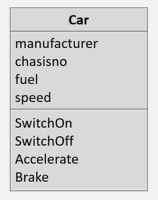 Car
manufacturer
chasisno
fuel
speed
SwitchOn
SwitchOff
Accelerate
Brake